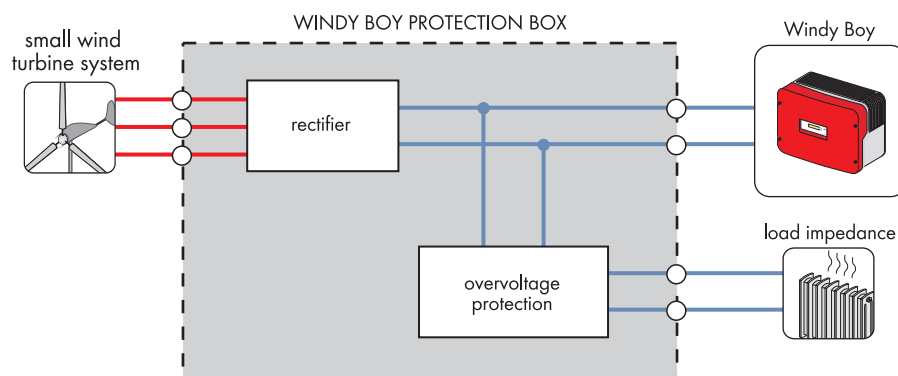 WINDY BOY PROTECTION BOX
small wind
turbine system
Windy Boy
rectifier
load impedance
overvoltage
protection